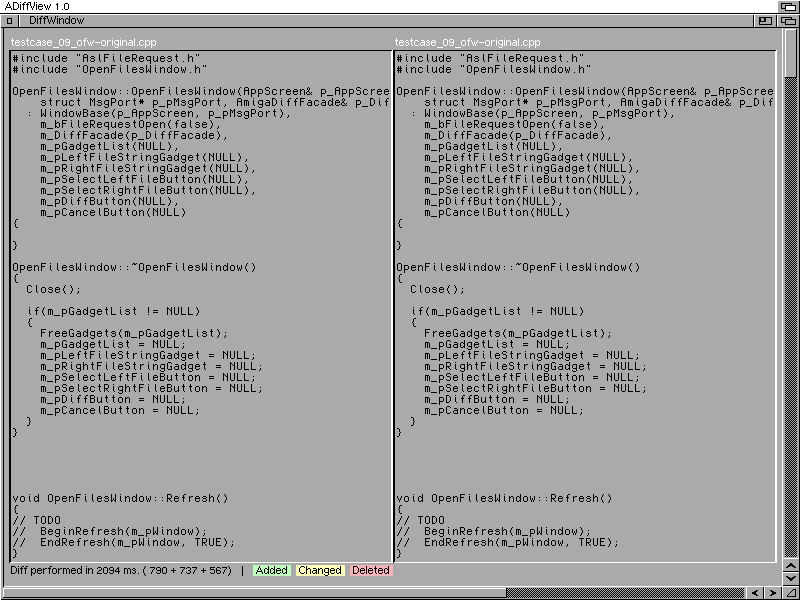 ADiffView 1.0
DiffWindow
testcase_09_ofw-original.cpp
#include "AslFileRequest.h"
#include "OpenFilesWindow.h"
OpenFilesWindow::OpenFilesWindow(AppScreen& p_AppScree
struct MsgPort* p_pMsgPort, AmigaDiffFacade& p_Dif
: WindowBase(p_AppScreen, p_pMsgPort),
m_bFileRequestOpen(false),
m_DiffFacade(p_DiffFacade),
m_pGadgetList(NULL),
m_pLeftFileStringGadget(NULL),
m_pRightFileStringGadget(NULL),
m_pSelectLeftFileButton(NULL),
m_pSelectRightFileButton(NULL),
m_pDiffButton(NULL),
m_pCancelButton(NULL)
{
}
OpenFilesWindow::~OpenFilesWindow()
{
Close();
if(m_pGadgetList != NULL)
{
FreeGadgets(m_pGadgetList);
m_pGadgetList = NULL;
m_pLeftFileStringGadget = NULL;
m_pRightFileStringGadget = NULL;
m_pSelectLeftFileButton = NULL;
m_pSelectRightFileButton = NULL;
m_pDiffButton = NULL;
m_pCancelButton = NULL;
}
}
void OpenFilesWindow::Refresh()
{
// TODO
//  BeginRefresh(m_pWindow);
//  EndRefresh(m_pWindow, TRUE);
}
testcase_09_ofw-original.cpp
#include "AslFileRequest.h"
#include "OpenFilesWindow.h"
OpenFilesWindow::OpenFilesWindow(AppScreen& p_AppScree
struct MsgPort* p_pMsgPort, AmigaDiffFacade& p_Dif
: WindowBase(p_AppScreen, p_pMsgPort),
m_bFileRequestOpen(false),
m_DiffFacade(p_DiffFacade),
m_pGadgetList(NULL),
m_pLeftFileStringGadget(NULL),
m_pRightFileStringGadget(NULL),
m_pSelectLeftFileButton(NULL),
m_pSelectRightFileButton(NULL),
m_pDiffButton(NULL),
m_pCancelButton(NULL)
{
}
OpenFilesWindow::~OpenFilesWindow()
{
Close();
if(m_pGadgetList != NULL)
{
FreeGadgets(m_pGadgetList);
m_pGadgetList = NULL;
m_pLeftFileStringGadget = NULL;
m_pRightFileStringGadget = NULL;
m_pSelectLeftFileButton = NULL;
m_pSelectRightFileButton = NULL;
m_pDiffButton = NULL;
m_pCancelButton = NULL;
}
}
void OpenFilesWindow::Refresh()
{
// TODO
//  BeginRefresh(m_pWindow);
//  EndRefresh(m_pWindow, TRUE);
}
Diff performed in 2094 ms. ( 790 + 737 + 567) | Added Changed Deleted